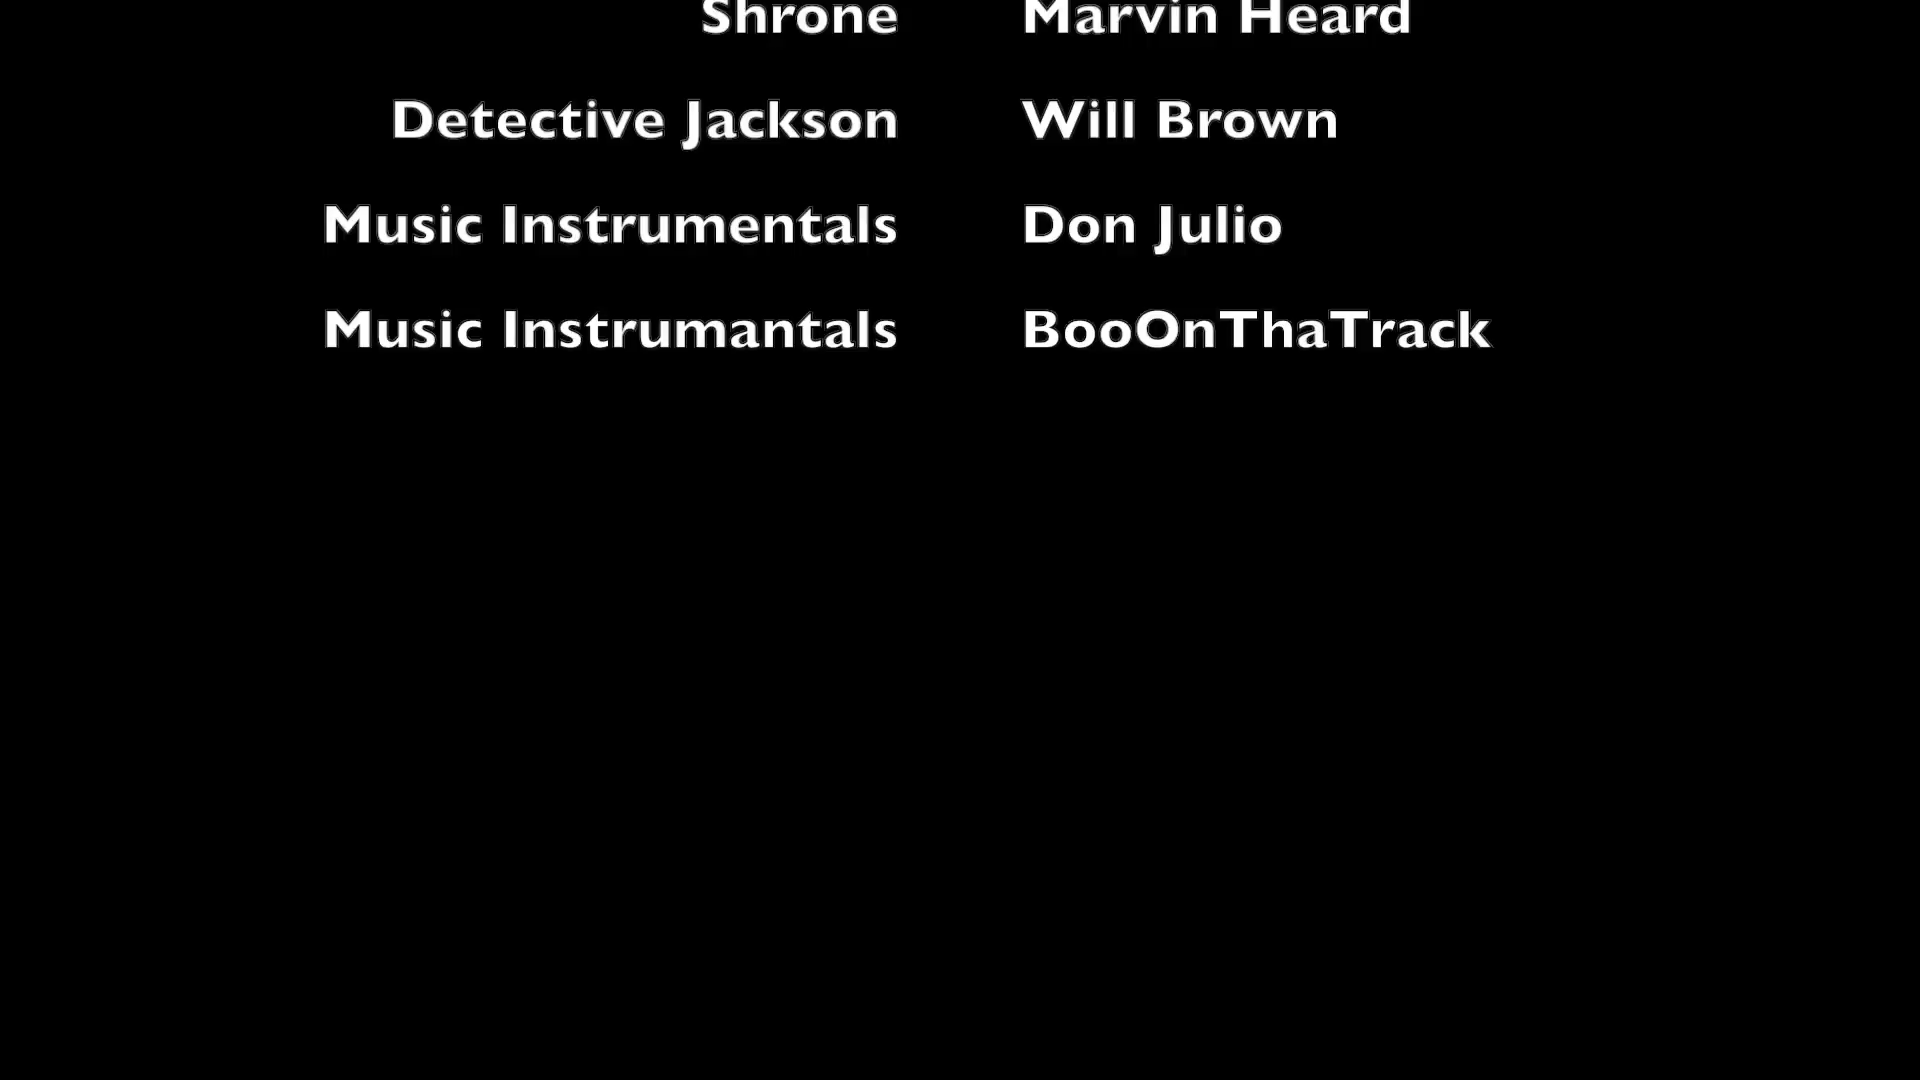 Shrone Marvin Heard
Detective Jackson Will Brown
Music Instrumentals Don Julio
Music Instrumantals BooOnThaTrack